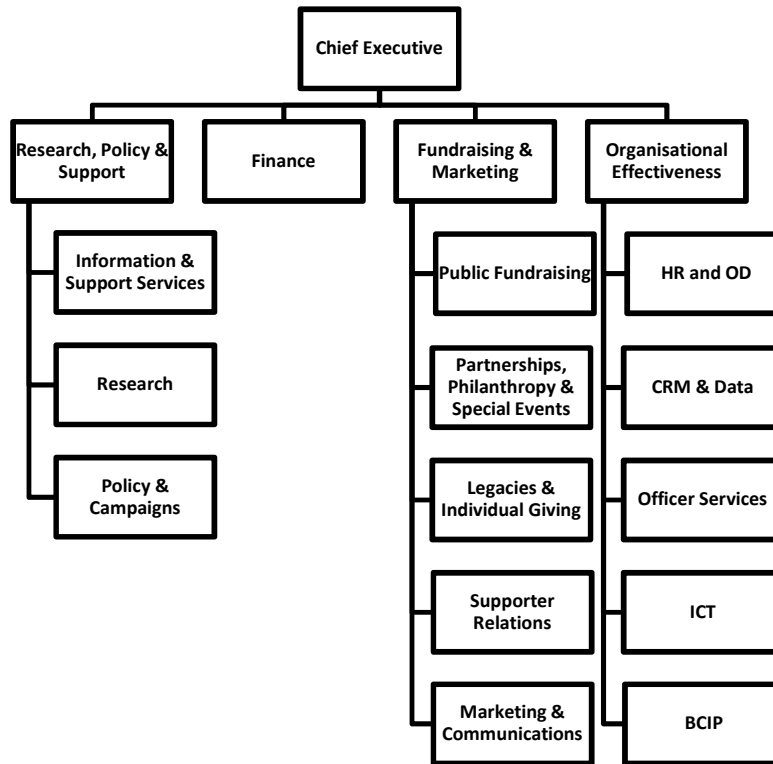 Chief Executive
Research, Policy &
Support
Finance
Fundraising &
Marketing
Organisational
Effectiveness
Information &
Support Services
Research
Policy &
Campaigns
Public Fundraising
Partnerships,
Philanthropy &
Special Events
Legacies &
Individual Giving
Supporter
Relations
Marketing &
Communications
HR and OD
CRM & Data
Officer Services
ICT
BCIP